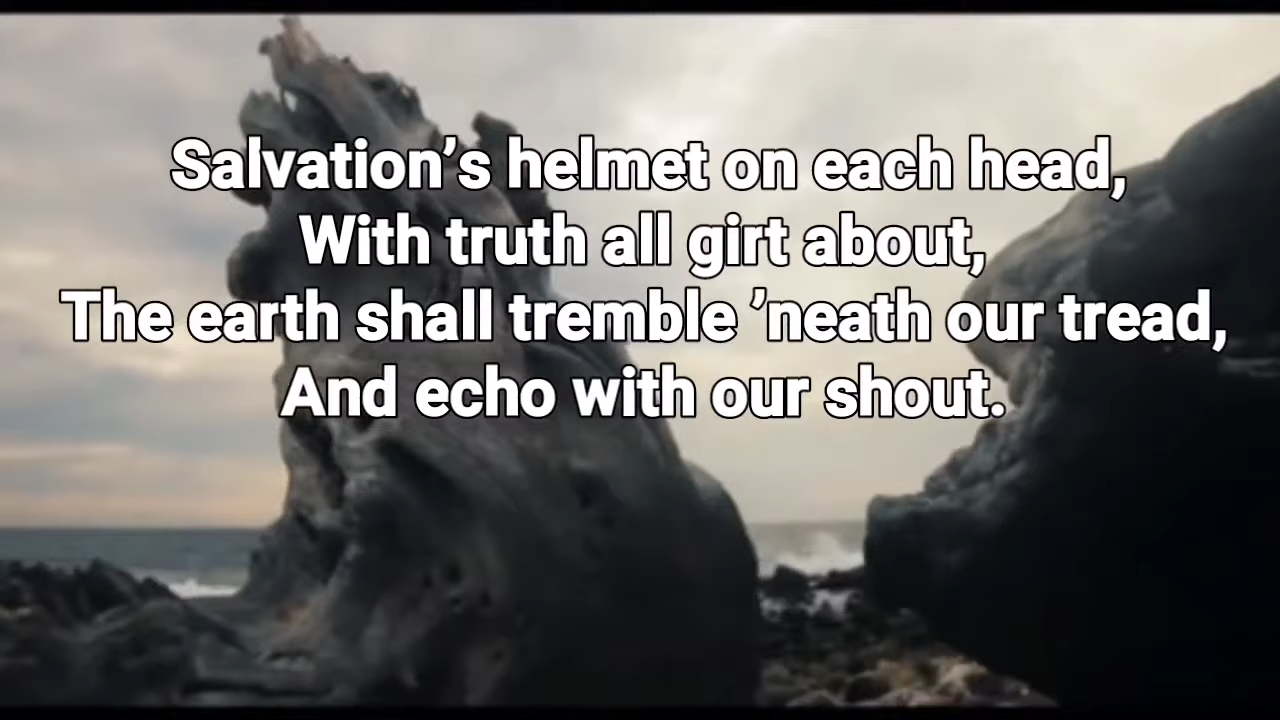 Salvation’s helmet on each head,
With truth all girt about,
The earth shall tremble ’neath our tread,
And echo with our shout.